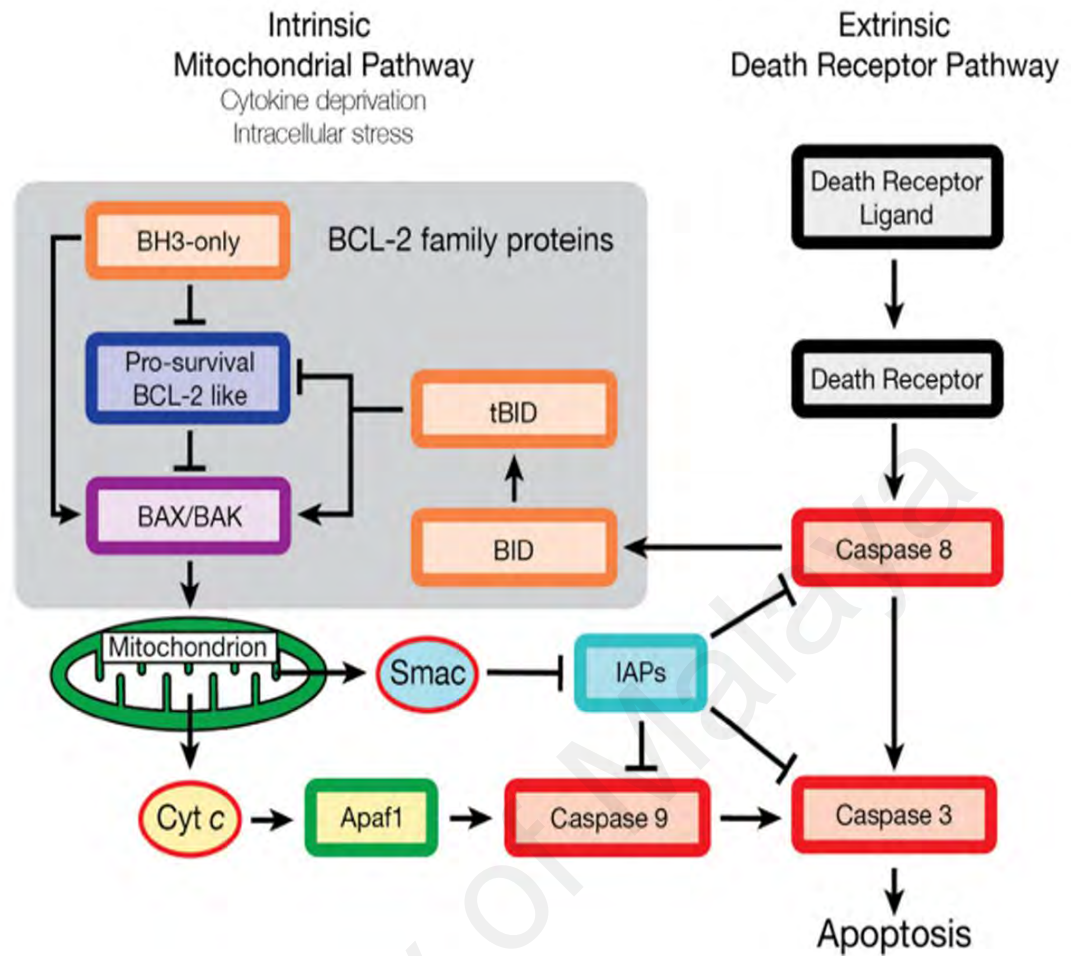 Intrinsic
Mitochondrial Pathway
Cytokine deprivation
Intracellular stress
Extrinsic
Death Receptor Pathway
BCL-2 family proteins
BH3-only
Pro-survival
BCL-2 like
BAX/BAK
tBID
BID
Death Receptor
Ligand
Death Receptor
Caspase 8
Mitochondrion
Smac
IAPs
Cyt c
Apaf1
Caspase 9
Caspase 3
Apoptosis
of Malaya